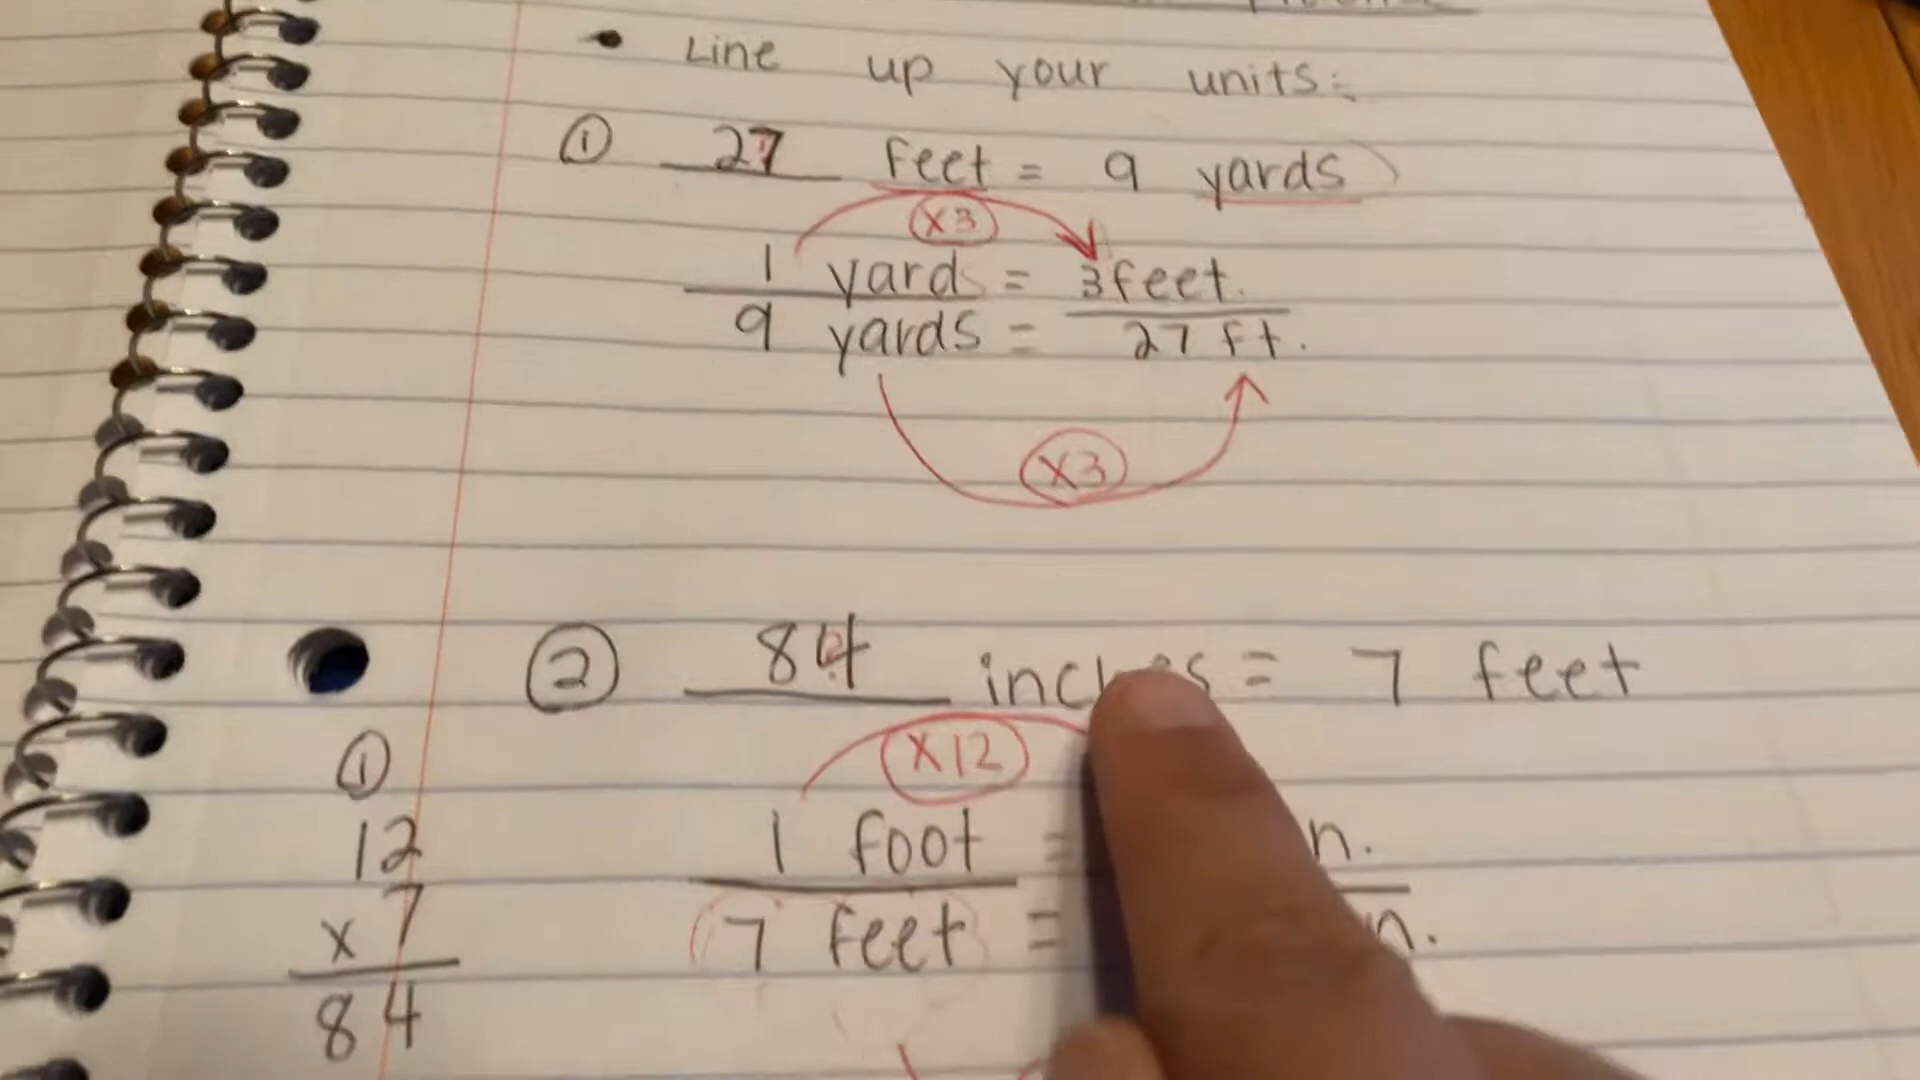 • Line up your units:
① 27 feet = 9 yards
x3
1 yard = 3 feet.
9 yards = 27 ft.
x3
② 84 inches = 7 feet
x12
① 1 foot = n.
12
x 7 7 feet = n.
84